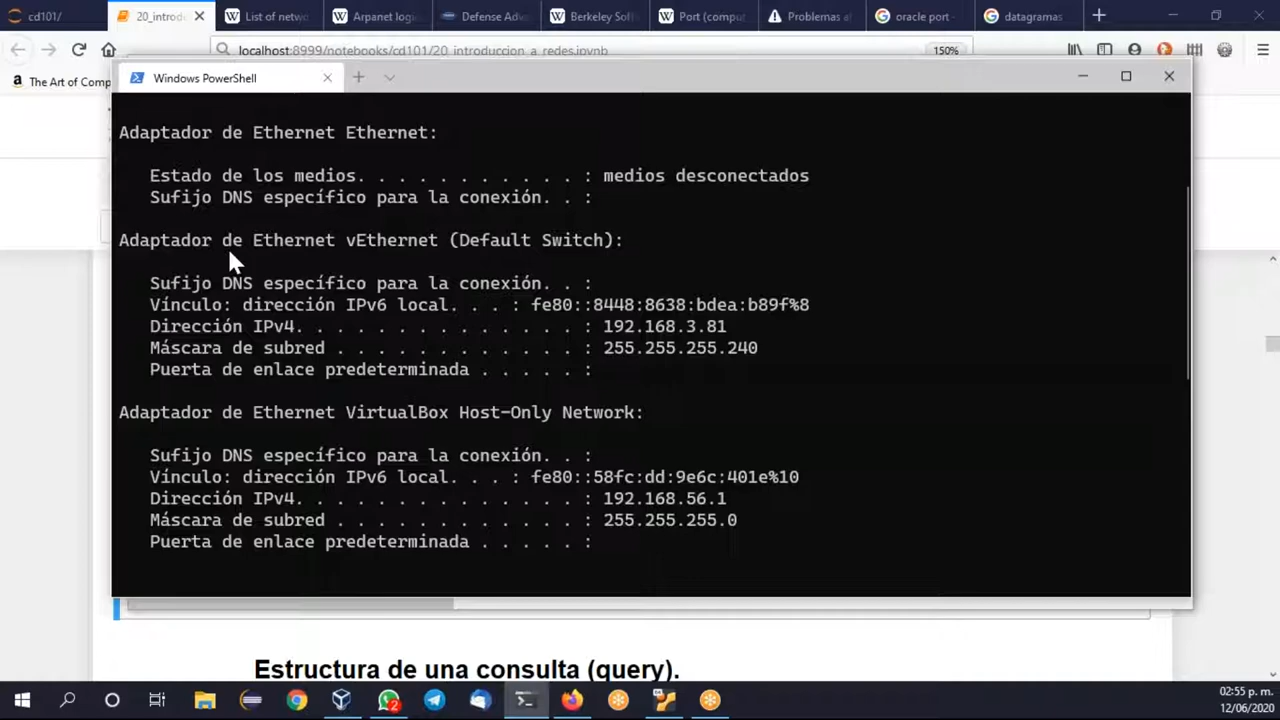 cd101/
20_introdu
List of netwo
Arpanet logic
Defense Adv
Berkeley Sof
Port (comput
Problemas al
oracle port -
datagramas
localhost:8999/notebooks/cd101/20_introduccion_a_redes.ipynb
150%
The Art of Comp
Windows PowerShell
Adaptador de Ethernet Ethernet:
Estado de los medios. . . . . . . . . . . : medios desconectados
Sufijo DNS específico para la conexión. . :
Adaptador de Ethernet vEthernet (Default Switch):
Sufijo DNS específico para la conexión. . :
Vínculo: dirección IPv6 local. . . : fe80::8448:8638:bdea:b89f%8
Dirección IPv4. . . . . . . . . . . . . . : 192.168.3.81
Máscara de subred . . . . . . . . . . . . : 255.255.255.240
Puerta de enlace predeterminada . . . . . :
Adaptador de Ethernet VirtualBox Host-Only Network:
Sufijo DNS específico para la conexión. . :
Vínculo: dirección IPv6 local. . . : fe80::58fc:dd:9e6c:401e%10
Dirección IPv4. . . . . . . . . . . . . . : 192.168.56.1
Máscara de subred . . . . . . . . . . . . : 255.255.255.0
Puerta de enlace predeterminada . . . . . :
Estructura de una consulta (query).
2
02:55 p. m.
12/06/2020